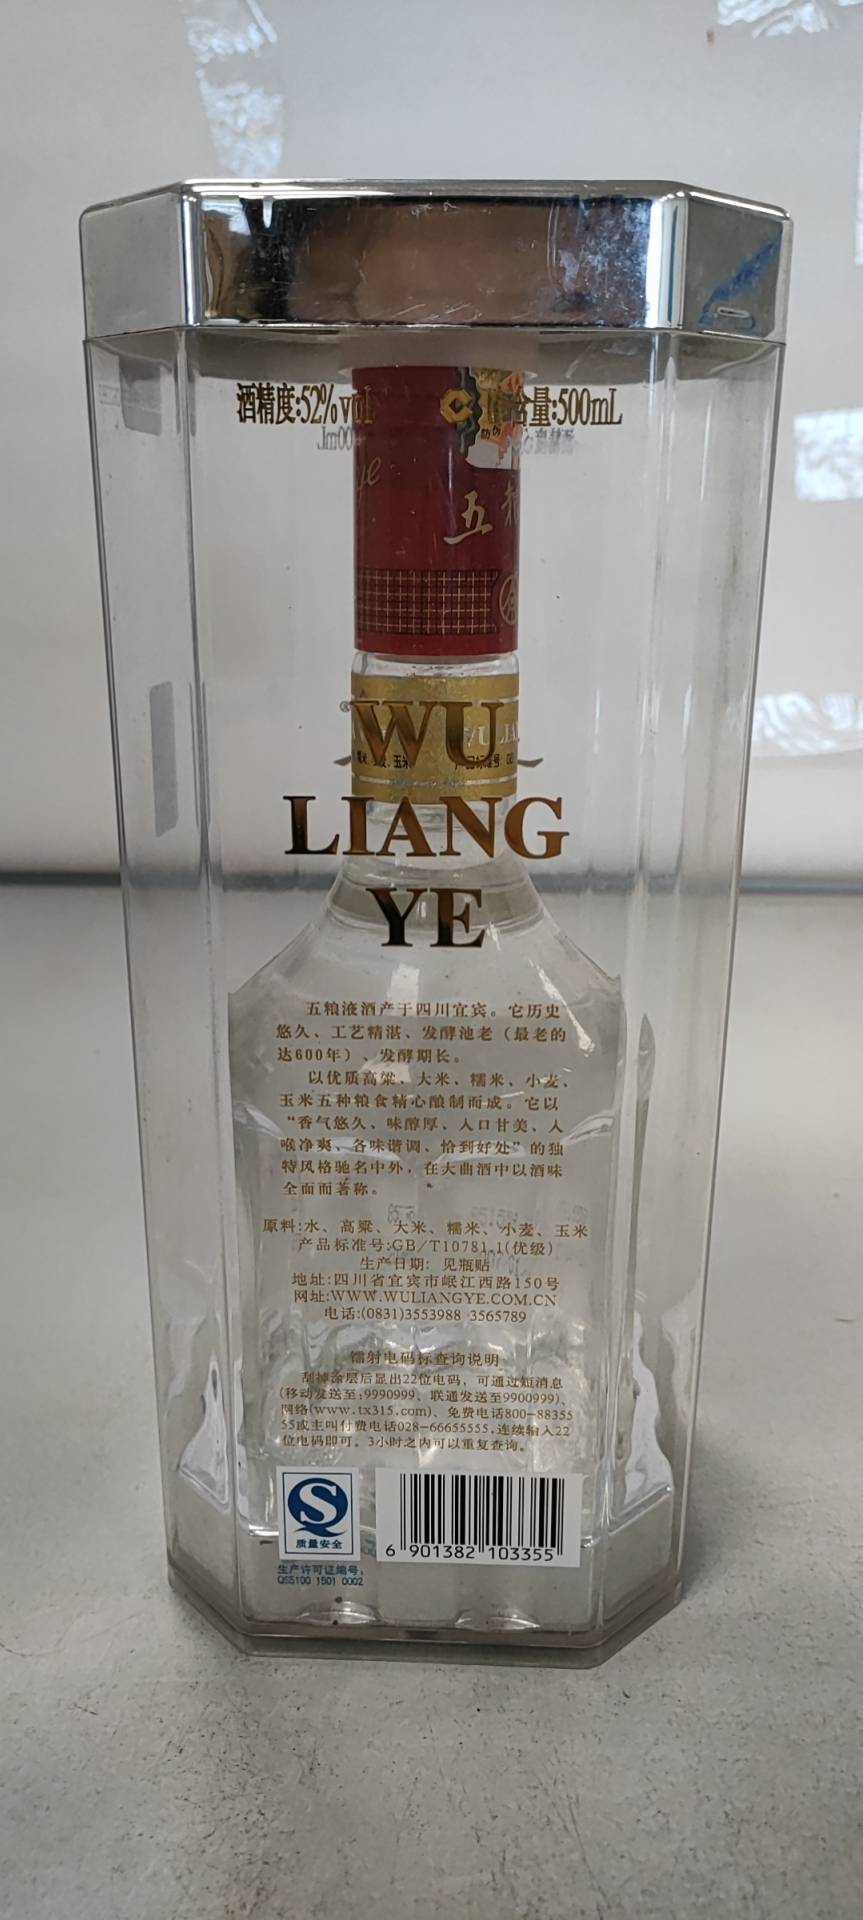 酒精度:52%vol
含量:500mL
五
WU
LIANG
YE
五粮液酒产于四川宜宾。它历史
悠久、工艺精湛、发酵池老（最老的
达600年）、发酵期长。
以优质高粱、大米、糯米、小麦、
玉米五种粮食精心酿制而成。它以
“香气悠久、味醇厚、入口甘美、入
喉净爽、各味谐调、恰到好处”的独
特风格驰名中外，在大曲酒中以酒味
全面而著称。
原料:水、高粱、大米、糯米、小麦、玉米
产品标准号:GB/T10781.1(优级)
生产日期: 见瓶贴
地址:四川省宜宾市岷江西路150号
网址:WWW.WULIANGYE.COM.CN
电话:(0831)3553988 3565789
镭射电码标查询说明
刮掉涂层后显出22位电码，可通过短消息
(移动发送至:9990999、联通发送至9900999)、
网络(www.tx315.com)、免费电话800-88355
55或主叫付费电话028-66655555,连续输入22
位电码即可。3小时之内可以重复查询。
质量安全
6 901382 103355
生产许可证编号:
QS5100 1501 0002